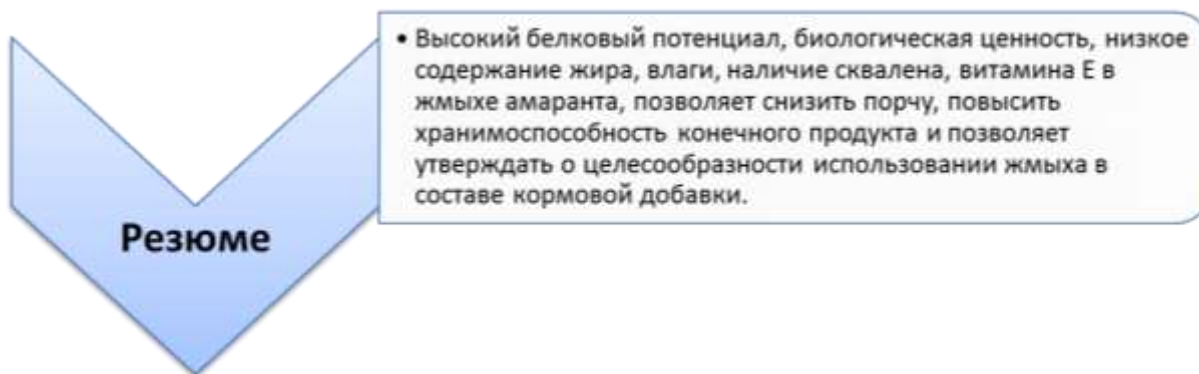 • Высокий белковый потенциал, биологическая ценность, низкое
содержание жира, влаги, наличие сквалена, витамина Е в
жмыхе амаранта, позволяет снизить порчу, повысить
хранимоспособность конечного продукта и позволяет
утверждать о целесообразности использовании жмыха в
составе кормовой добавки.
Резюме